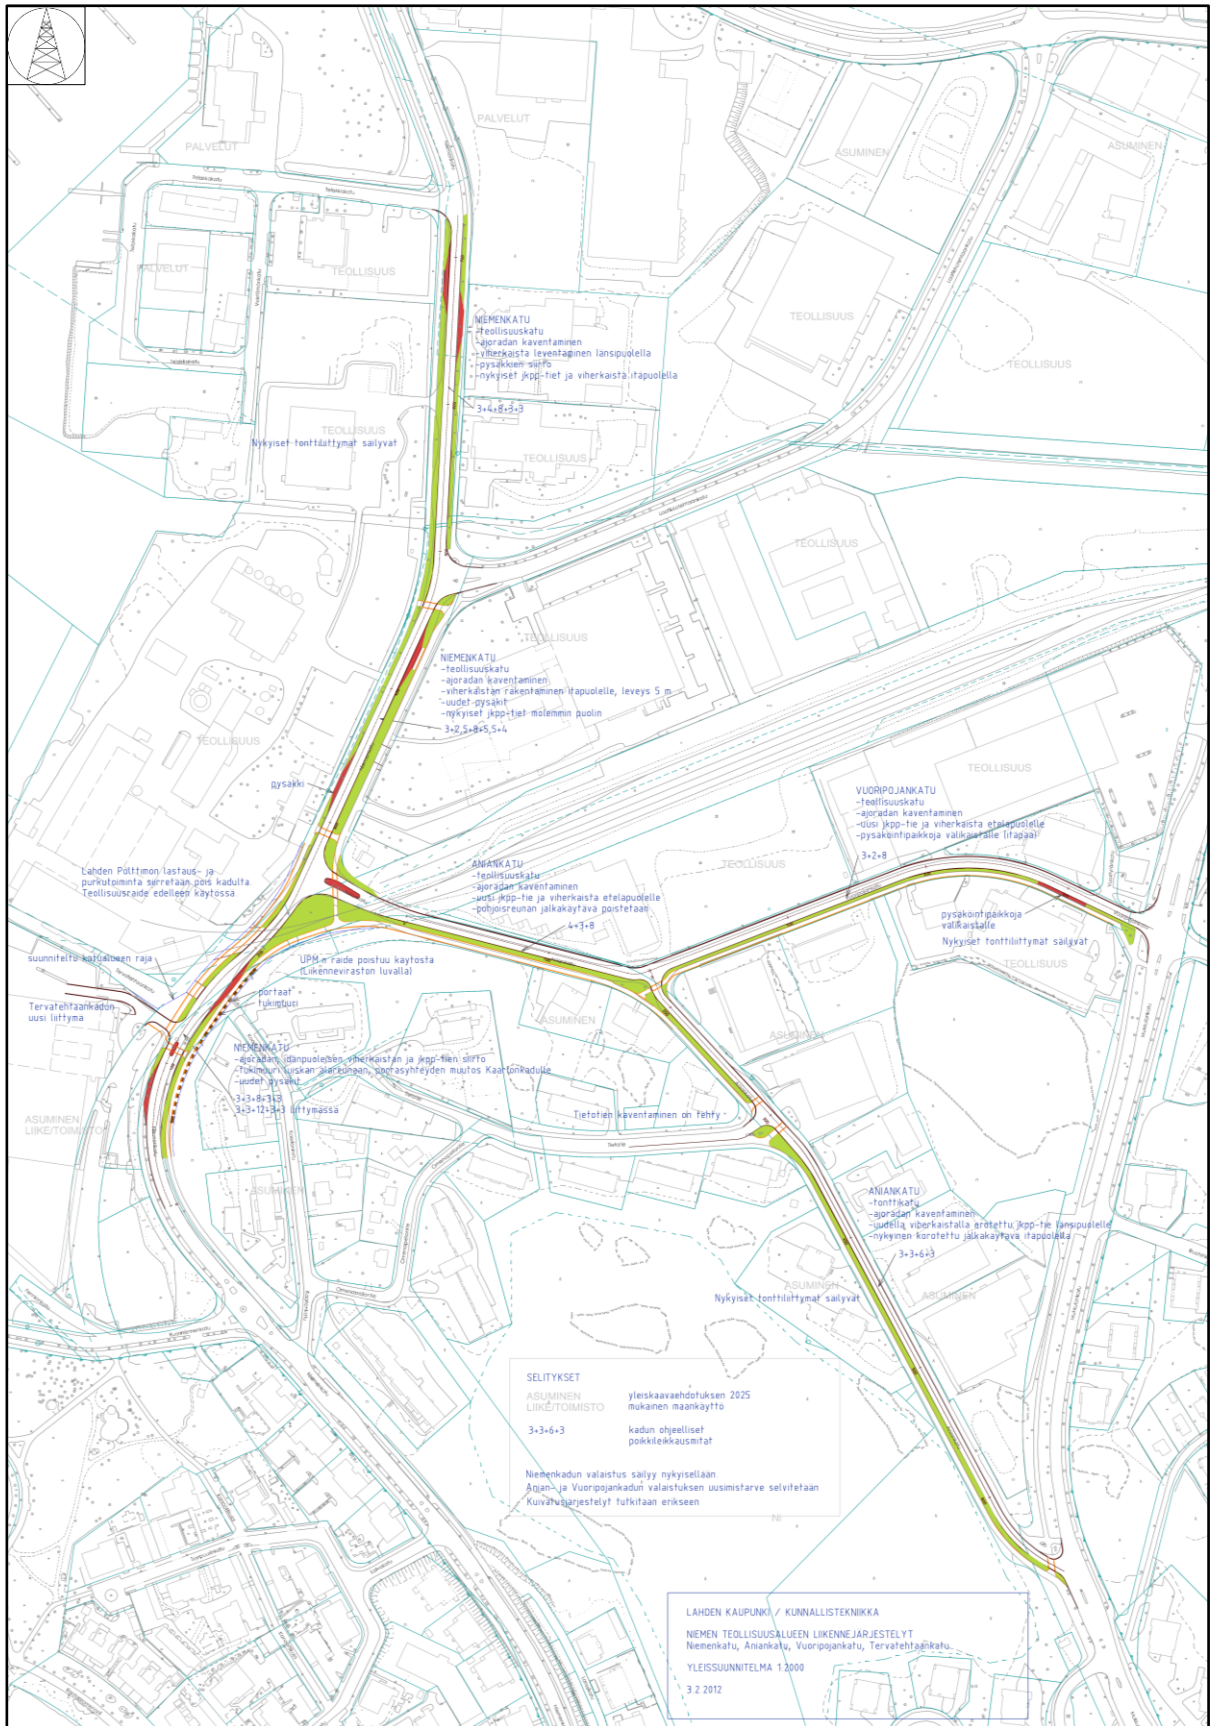 PALVELUT
PALVELUT
ASUMINEN
ASUMINEN
PALVELUT
TEOLLISUUS
NIEMENKATU
-teollisuuskatu
-ajoradan kaventaminen
-viherkaista leventaminen länsipuolella
-pysäkkien siirto
-nykyiset jkpp-tiet ja viherkaista itäpuolella
3+4+8+3+3
TEOLLISUUS
TEOLLISUUS
TEOLLISUUS
Nykyiset tonttiliittymät säilyvät
TEOLLISUUS
TEOLLISUUS
TEOLLISUUS
NIEMENKATU
-teollisuuskatu
-ajoradan kaventaminen
-viherkaistan rakentaminen itäpuolelle, leveys 5 m
-uudet pysäkit
-nykyiset jkpp-tiet molemmin puolin
3+2,5+8+5,5+4
TEOLLISUUS
pysäkki
TEOLLISUUS
VUORIPOJANKATU
-teollisuuskatu
-ajoradan kaventaminen
-uusi jkpp-tie ja viherkaista eteläpuolelle
-pysäköintipaikkoja välikaistalle (itäpää)
3+2+8
Lahden Polttimon lastaus- ja
purkutoiminta siirretään pois kadulta.
Teollisuusraide edelleen käytössä
ANIANKATU
-teollisuuskatu
-ajoradan kaventaminen
-uusi jkpp-tie ja viherkaista eteläpuolelle
-pohjoisreunan jalkakäytävä poistetaan
4+3+8
TEOLLISUUS
pysäköintipaikkoja
välikaistalle
Nykyiset tonttiliittymät säilyvät
TEOLLISUUS
suunniteltu katualueen raja
UPM:n raide poistuu käytöstä
(Liikenneviraston luvalla)
portaat
tukimuuri
Tervatehtaankadun
uusi liittymä
ASUMINEN
ASUMINEN
NIEMENKATU
-ajoradan, idänpuoleisen viherkaistan ja jkpp-tien siirto
-tukimuuri luiskan alareunaan, porrasyhteyden muutos Kaartonkadulle
-uudet pysäkit
3+3+8+3+3
3+3+12+3+3 liittymässä
ASUMINEN
LIIKE/TOIMISTO
Tietotien kaventaminen on tehty
Tietotie
ASUMINEN
ANIANKATU
-tonttikatu
-ajoradan kaventaminen
-uudella viherkaistalla erotettu jkpp-tie länsipuolelle
-nykyinen korotettu jalkakäytävä itäpuolella
3+3+6+3
ASUMINEN
ASUMINEN
Nykyiset tonttiliittymät säilyvät
SELITYKSET
ASUMINEN
LIIKE/TOIMISTO
yleiskaavaehdotuksen 2025
mukainen maankäyttö
3+3+6+3
kadun ohjeelliset
poikkileikkausmitat
Niemenkadun valaistus säilyy nykyisellään
Anian- ja Vuoripojankadun valaistuksen uusimistarve selvitetään
Kuivatusjärjestelyt tutkitaan erikseen
LAHDEN KAUPUNKI / KUNNALLISTEKNIIKKA
NIEMEN TEOLLISUUSALUEEN LIIKENNEJÄRJESTELYT
Niemenkatu, Aniankatu, Vuoripojankatu, Tervatehtaankatu
YLEISSUUNNITELMA 1:2000
3.2.2012